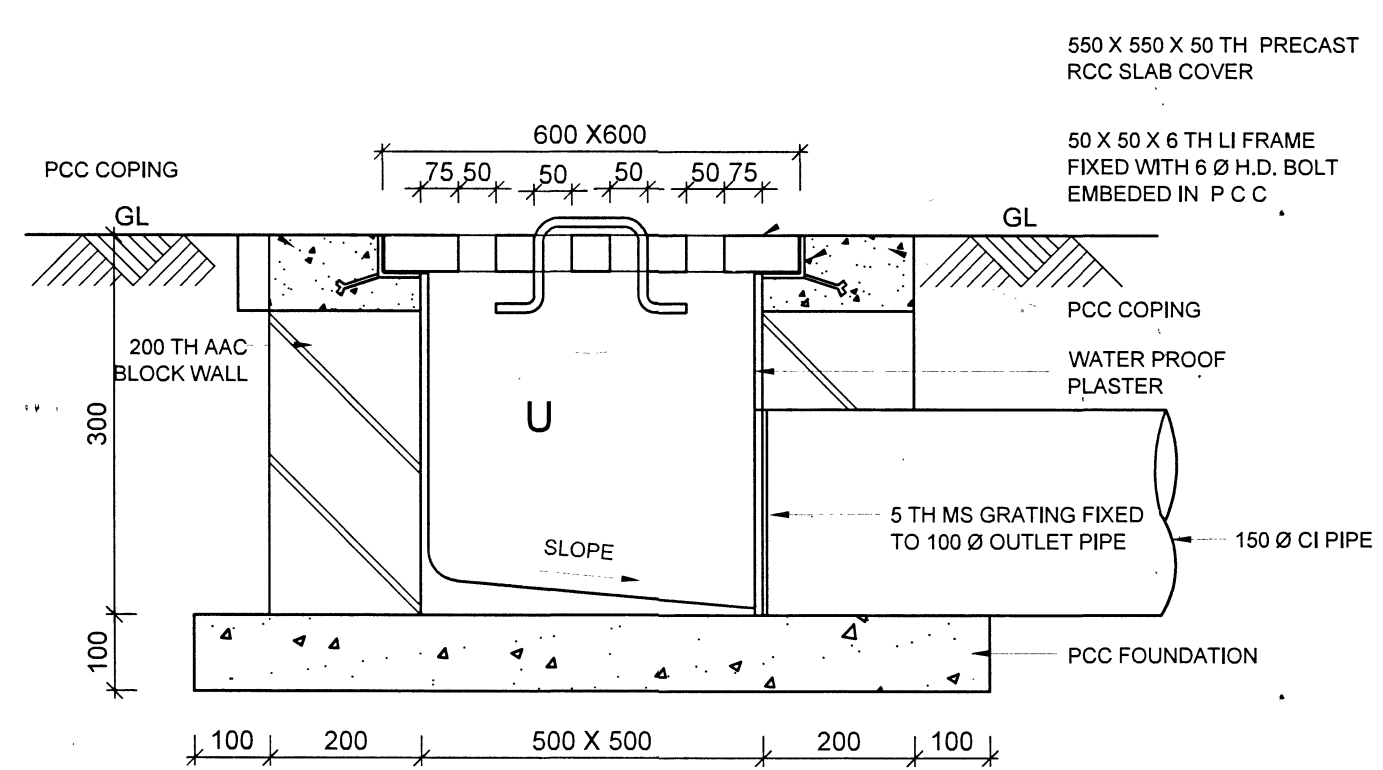 550 X 550 X 50 TH PRECAST
RCC SLAB COVER
600 X600
50 X 50 X 6 TH LI FRAME
FIXED WITH 6 Ø H.D. BOLT
EMBEDED IN P C C
PCC COPING
75 50 50 50 50 75
GL
GL
PCC COPING
200 TH AAC
BLOCK WALL
WATER PROOF
PLASTER
300
U
5 TH MS GRATING FIXED
TO 100 Ø OUTLET PIPE
150 Ø CI PIPE
SLOPE
100
PCC FOUNDATION
100 200 500 X 500 200 100